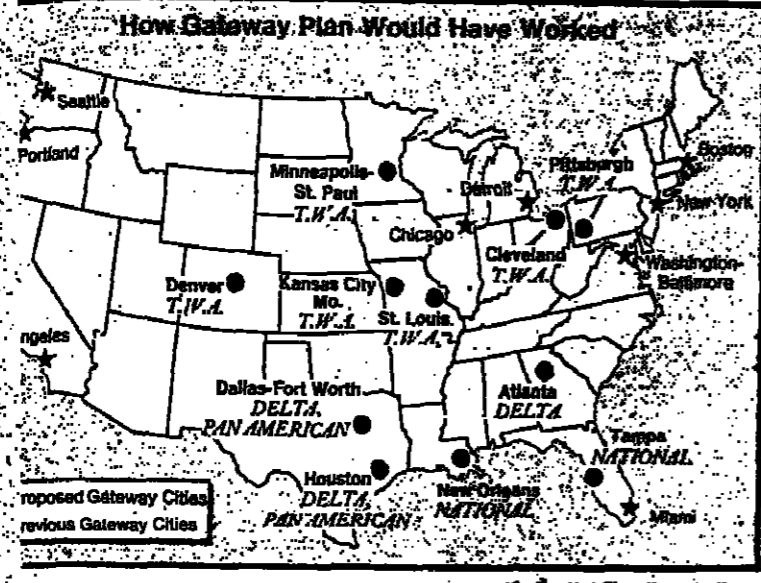 How Gateway Plan Would Have Worked
Seattle
Portland
Minneapolis-
St. Paul
T.W.A.
Detroit
Pittsburgh
T.W.A.
Boston
New York
Chicago
Cleveland
T.W.A.
Washington-
Baltimore
Denver
T.W.A.
Kansas City
Mo.
T.W.A.
St. Louis
T.W.A.
ngeles
Dallas-Fort Worth
DELTA,
PAN AMERICAN
Atlanta
DELTA
Tampa
NATIONAL
Houston
DELTA,
PAN AMERICAN
New Orleans
NATIONAL
Miami
roposed Gateway Cities
revious Gateway Cities